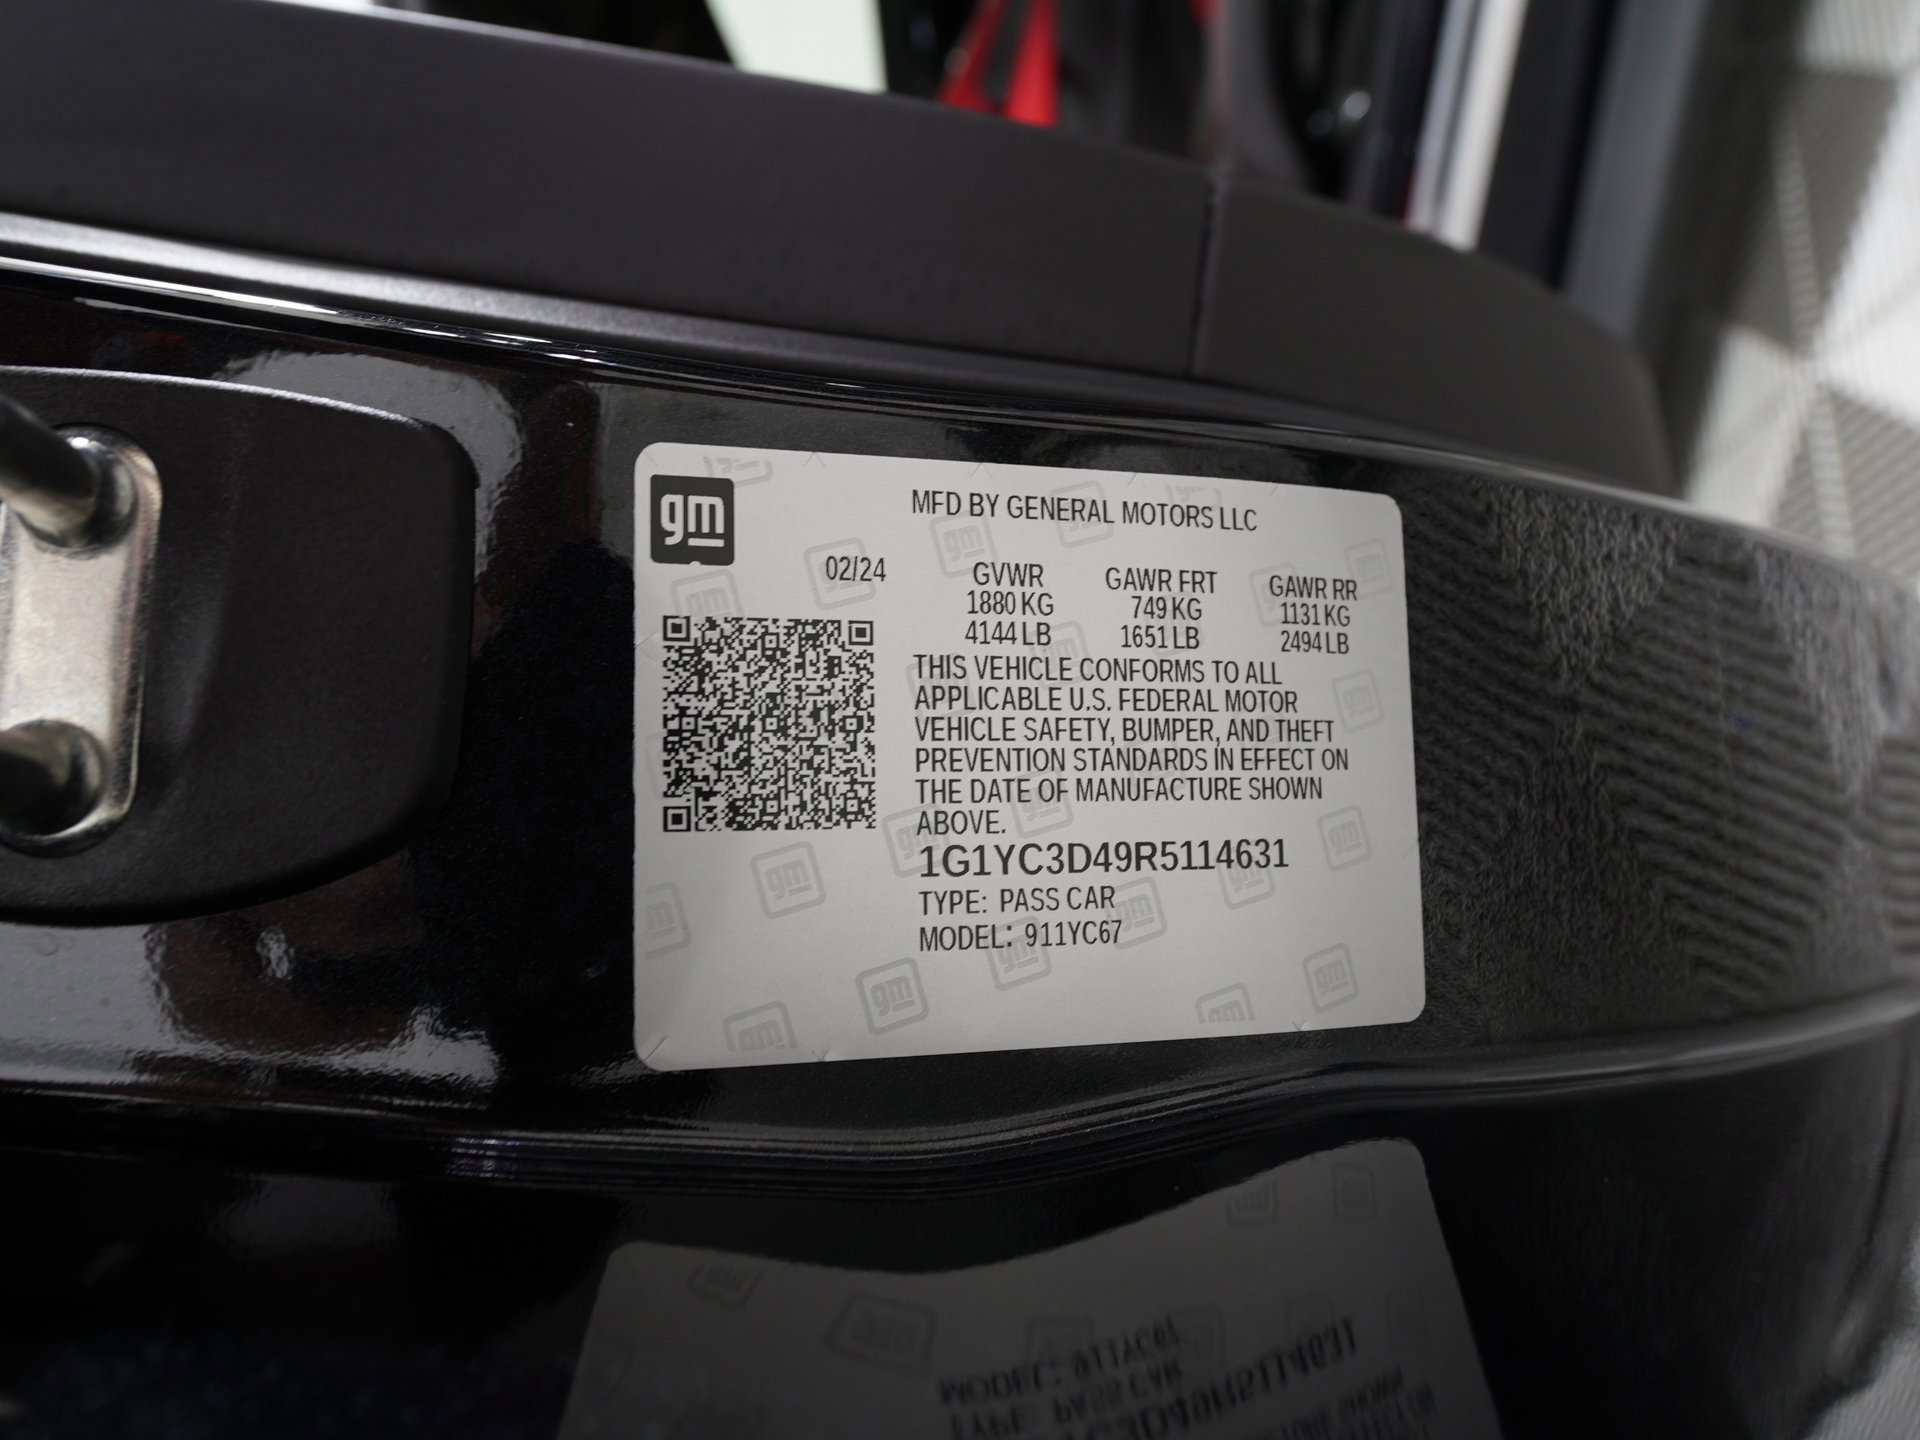 gm
MFD BY GENERAL MOTORS LLC
02/24 GVWR GAWR FRT GAWR RR
1880 KG 749 KG 1131 KG
4144 LB 1651 LB 2494 LB
THIS VEHICLE CONFORMS TO ALL
APPLICABLE U.S. FEDERAL MOTOR
VEHICLE SAFETY, BUMPER, AND THEFT
PREVENTION STANDARDS IN EFFECT ON
THE DATE OF MANUFACTURE SHOWN
ABOVE.
1G1YC3D49R5114631
TYPE: PASS CAR
MODEL: 911YC67